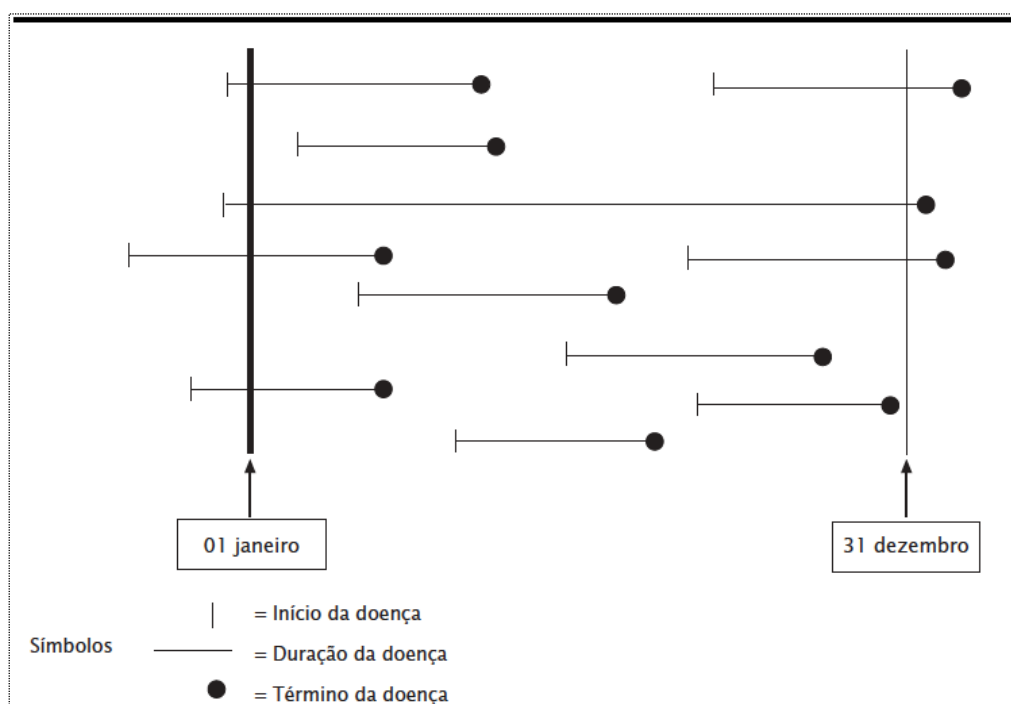 01 janeiro
31 dezembro
= Início da doença
Símbolos
= Duração da doença
= Término da doença